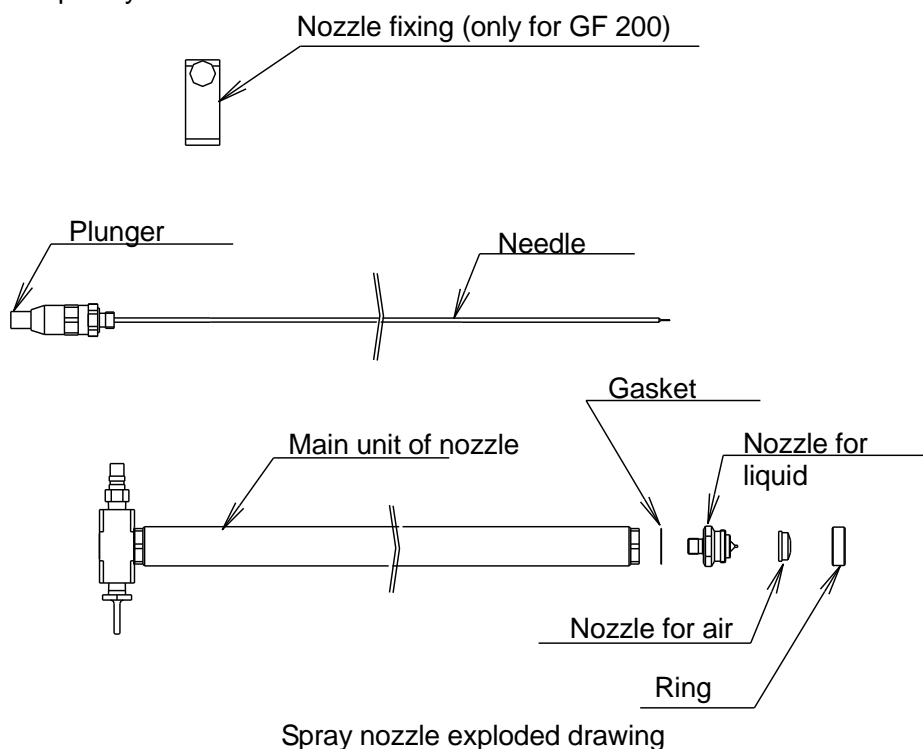 Nozzle fixing (only for GF 200)
Plunger
Needle
Gasket
Main unit of nozzle
Nozzle for
liquid
Nozzle for air
Ring
Spray nozzle exploded drawing